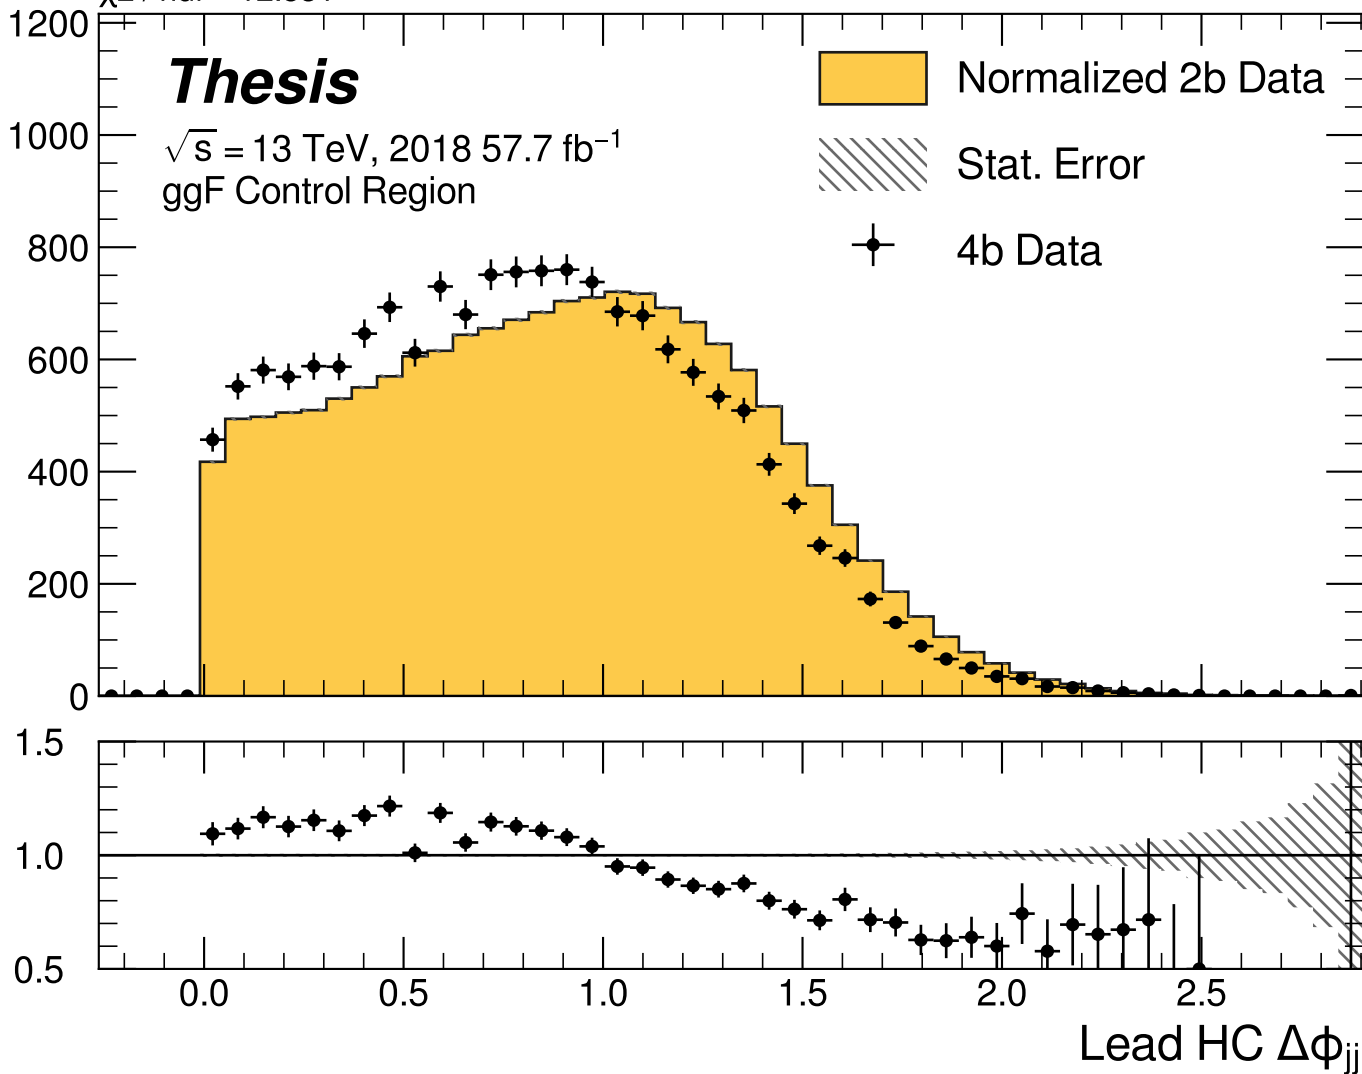 1200
Thesis
√s = 13 TeV, 2018 57.7 fb⁻¹
ggF Control Region
Normalized 2b Data
Stat. Error
4b Data
1000
800
600
400
200
0
1.5
1.0
0.5
0.0 0.5 1.0 1.5 2.0 2.5
Lead HC Δϕjj